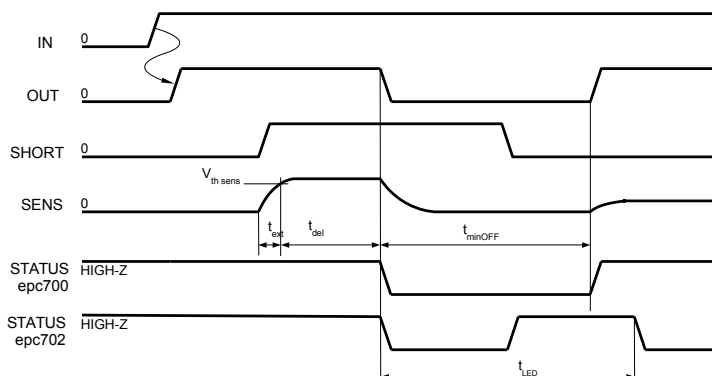 IN 0
OUT 0
SHORT 0
V th sens
SENS 0
t ext t del t minOFF
STATUS epc700 HIGH-Z
STATUS epc702 HIGH-Z
t LED